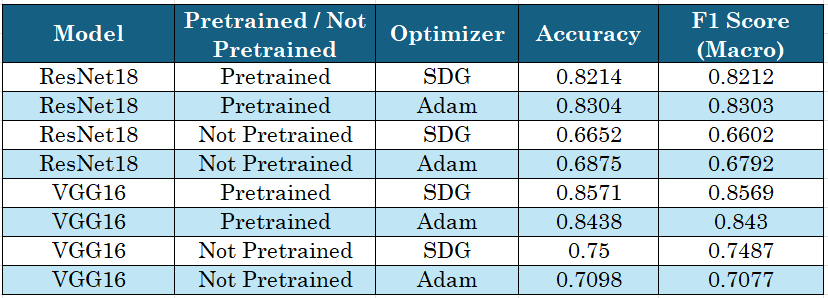 Model Pretrained / Not Pretrained Optimizer Accuracy F1 Score (Macro)
ResNet18 Pretrained SDG 0.8214 0.8212
ResNet18 Pretrained Adam 0.8304 0.8303
ResNet18 Not Pretrained SDG 0.6652 0.6602
ResNet18 Not Pretrained Adam 0.6875 0.6792
VGG16 Pretrained SDG 0.8571 0.8569
VGG16 Pretrained Adam 0.8438 0.843
VGG16 Not Pretrained SDG 0.75 0.7487
VGG16 Not Pretrained Adam 0.7098 0.7077